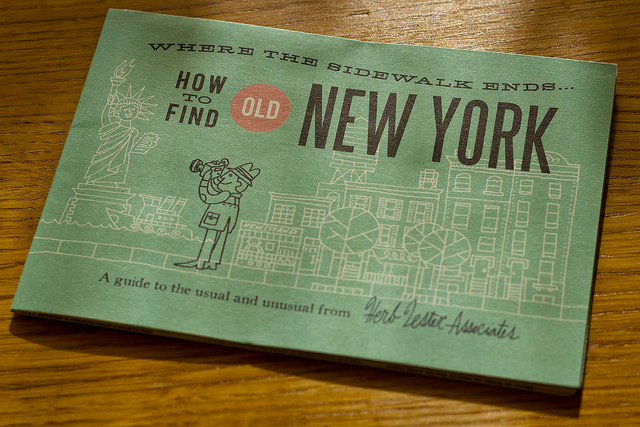 WHERE THE SIDEWALK ENDS...
HOW TO FIND OLD NEW YORK
A guide to the usual and unusual from Herb Lester Associates